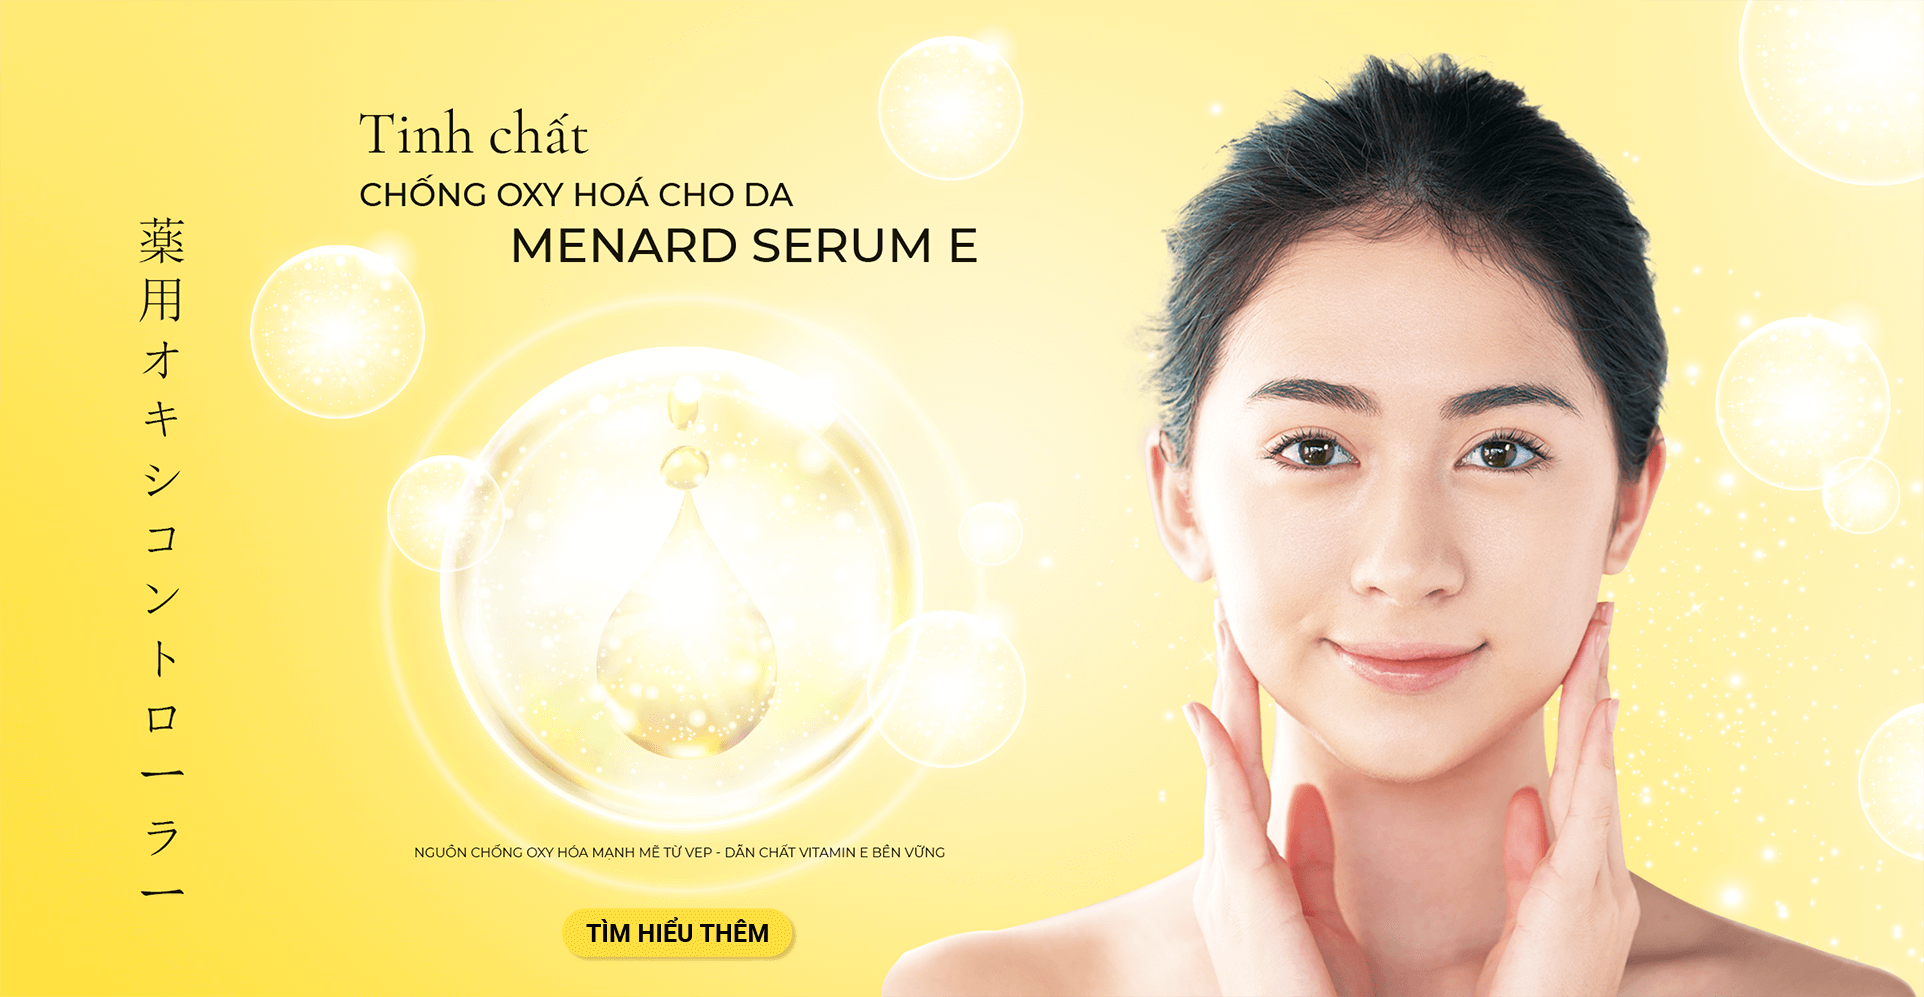 Tinh chất
CHỐNG OXY HOÁ CHO DA
MENARD SERUM E
薬用オキシコントローラー
NGUỒN CHỐNG OXY HÓA MẠNH MẼ TỪ VEP - DẪN CHẤT VITAMIN E BỀN VỮNG
TÌM HIỂU THÊM